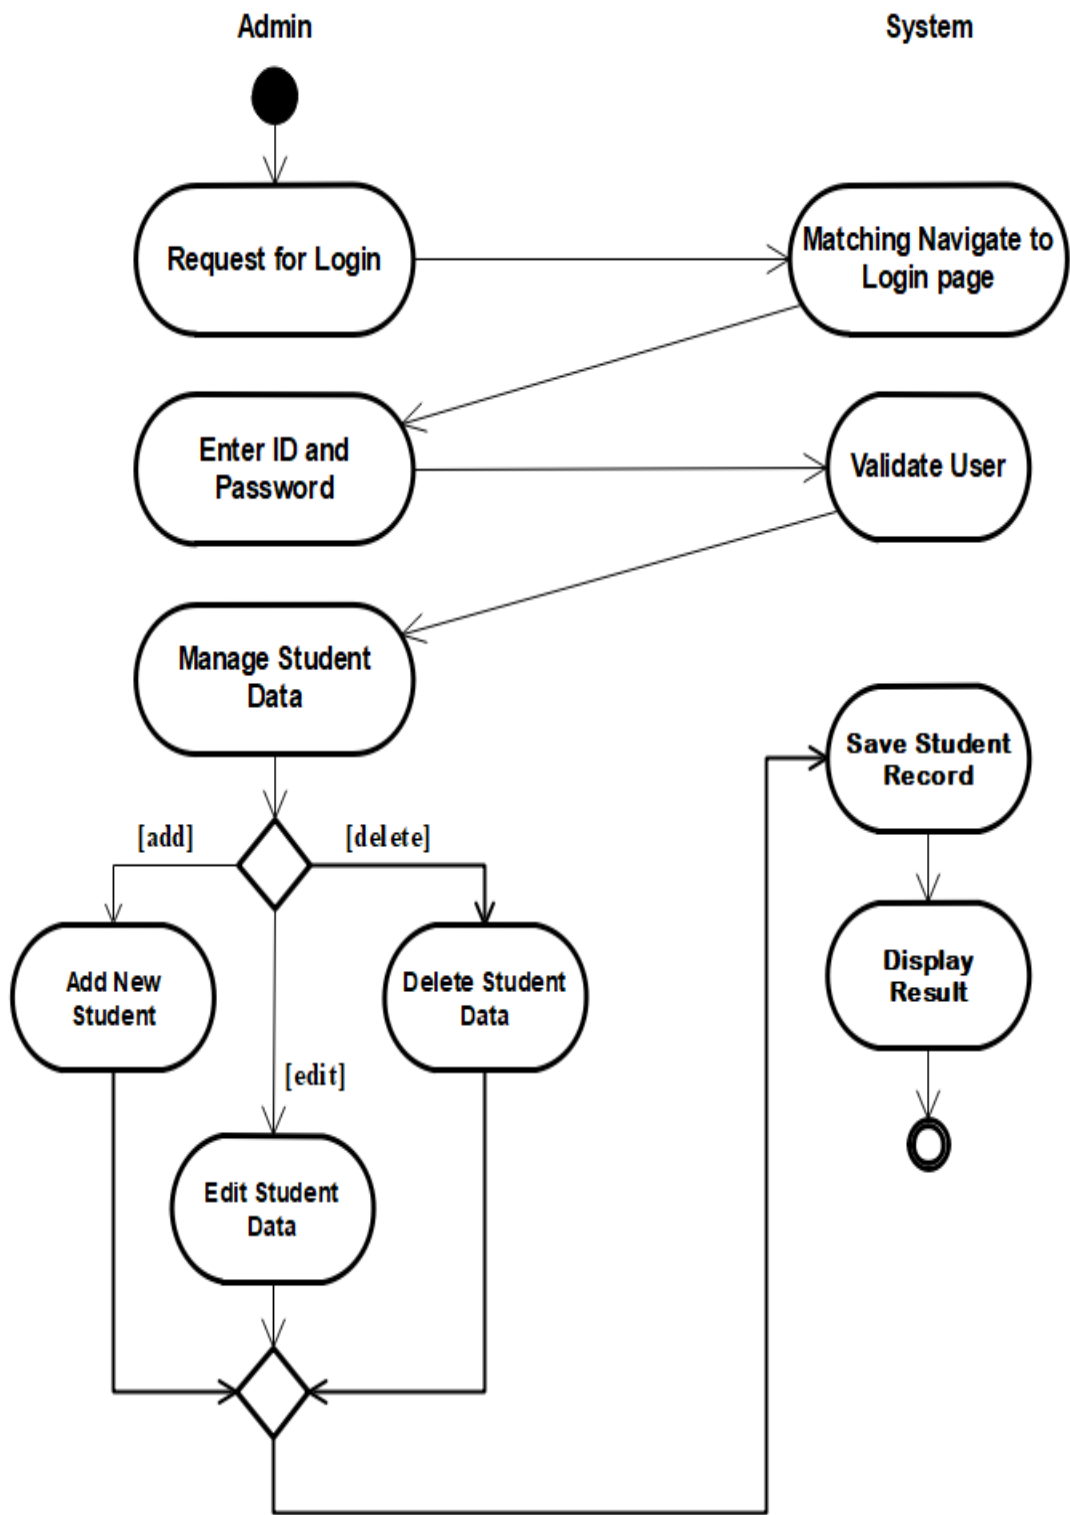 Admin
System
Request for Login
Matching Navigate to
Login page
Enter ID and
Password
Validate User
Manage Student
Data
Save Student
Record
[add]
[delete]
Add New
Student
Delete Student
Data
Display
Result
[edit]
Edit Student
Data